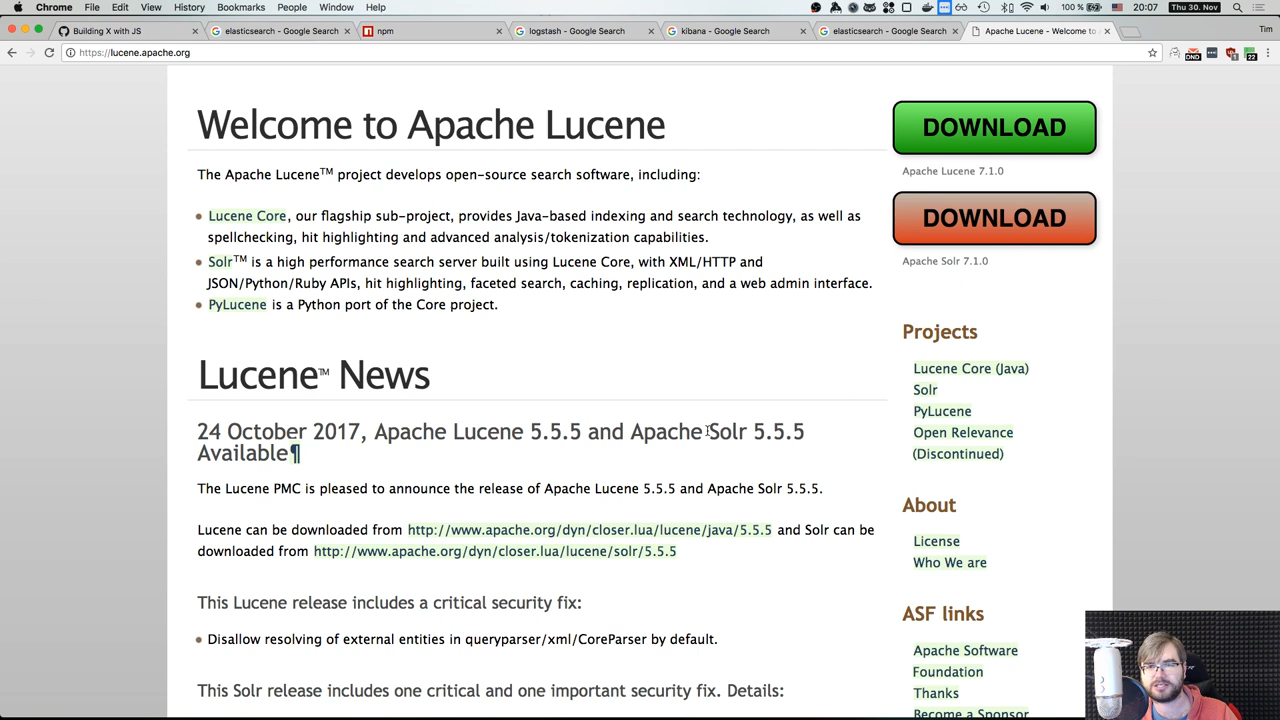 Chrome File Edit View History Bookmarks People Window Help 100 % Thu 30. Nov 20:07
Building X with JS
elasticsearch - Google Search
npm
logstash - Google Search
kibana - Google Search
elasticsearch - Google Search
Apache Lucene - Welcome to
Tim
https://lucene.apache.org
Welcome to Apache Lucene
The Apache Lucene™ project develops open-source search software, including:
Lucene Core, our flagship sub-project, provides Java-based indexing and search technology, as well as
spellchecking, hit highlighting and advanced analysis/tokenization capabilities.
Solr™ is a high performance search server built using Lucene Core, with XML/HTTP and
JSON/Python/Ruby APIs, hit highlighting, faceted search, caching, replication, and a web admin interface.
PyLucene is a Python port of the Core project.
Lucene™ News
24 October 2017, Apache Lucene 5.5.5 and Apache Solr 5.5.5
Available¶
The Lucene PMC is pleased to announce the release of Apache Lucene 5.5.5 and Apache Solr 5.5.5.
Lucene can be downloaded from http://www.apache.org/dyn/closer.lua/lucene/java/5.5.5 and Solr can be
downloaded from http://www.apache.org/dyn/closer.lua/lucene/solr/5.5.5
This Lucene release includes a critical security fix:
Disallow resolving of external entities in queryparser/xml/CoreParser by default.
This Solr release includes one critical and one important security fix. Details:
DOWNLOAD
Apache Lucene 7.1.0
DOWNLOAD
Apache Solr 7.1.0
Projects
Lucene Core (Java)
Solr
PyLucene
Open Relevance
(Discontinued)
About
License
Who We are
ASF links
Apache Software
Foundation
Thanks
Become a Sponsor